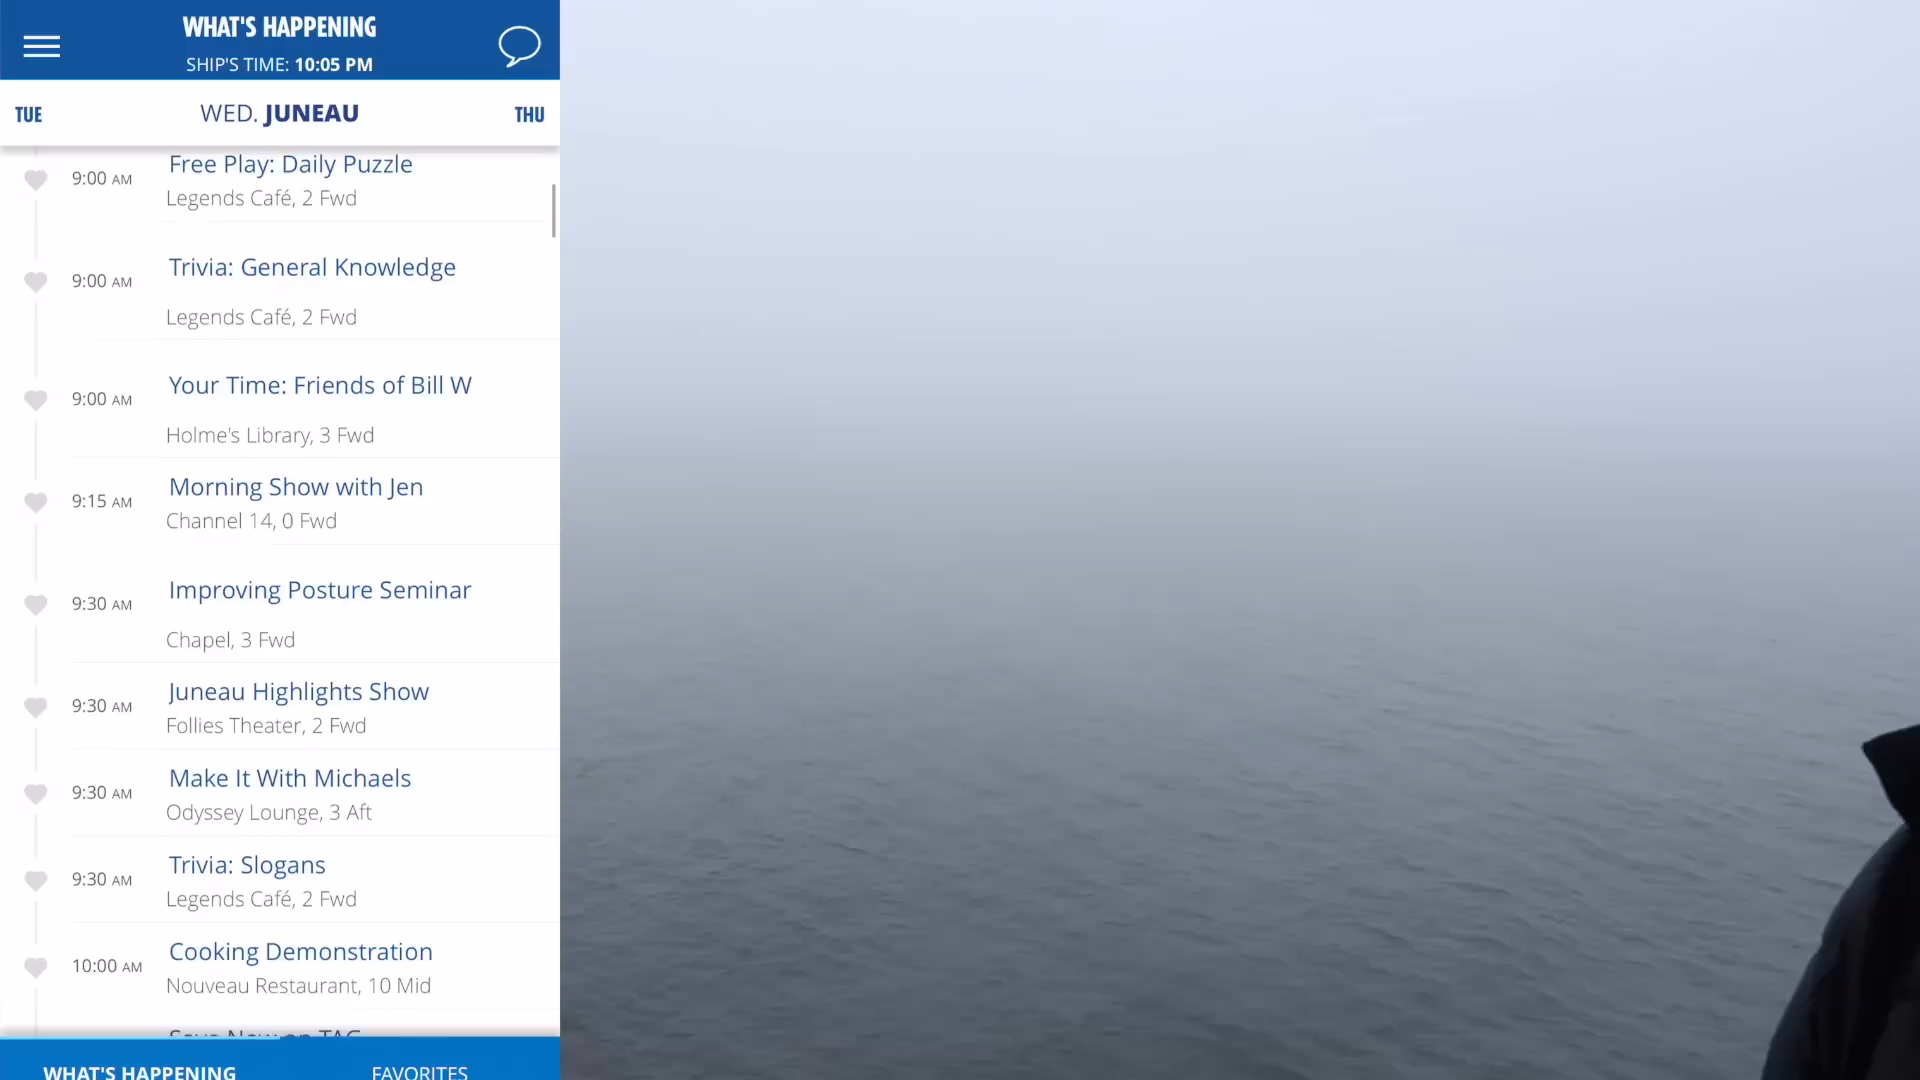 WHAT'S HAPPENING
SHIP'S TIME: 10:05 PM
TUE
WED. JUNEAU
THU
9:00 AM
Free Play: Daily Puzzle
Legends Café, 2 Fwd
9:00 AM
Trivia: General Knowledge
Legends Café, 2 Fwd
9:00 AM
Your Time: Friends of Bill W
Holme's Library, 3 Fwd
9:15 AM
Morning Show with Jen
Channel 14, 0 Fwd
9:30 AM
Improving Posture Seminar
Chapel, 3 Fwd
9:30 AM
Juneau Highlights Show
Follies Theater, 2 Fwd
9:30 AM
Make It With Michaels
Odyssey Lounge, 3 Aft
9:30 AM
Trivia: Slogans
Legends Café, 2 Fwd
10:00 AM
Cooking Demonstration
Nouveau Restaurant, 10 Mid
WHAT'S HAPPENING
FAVORITES